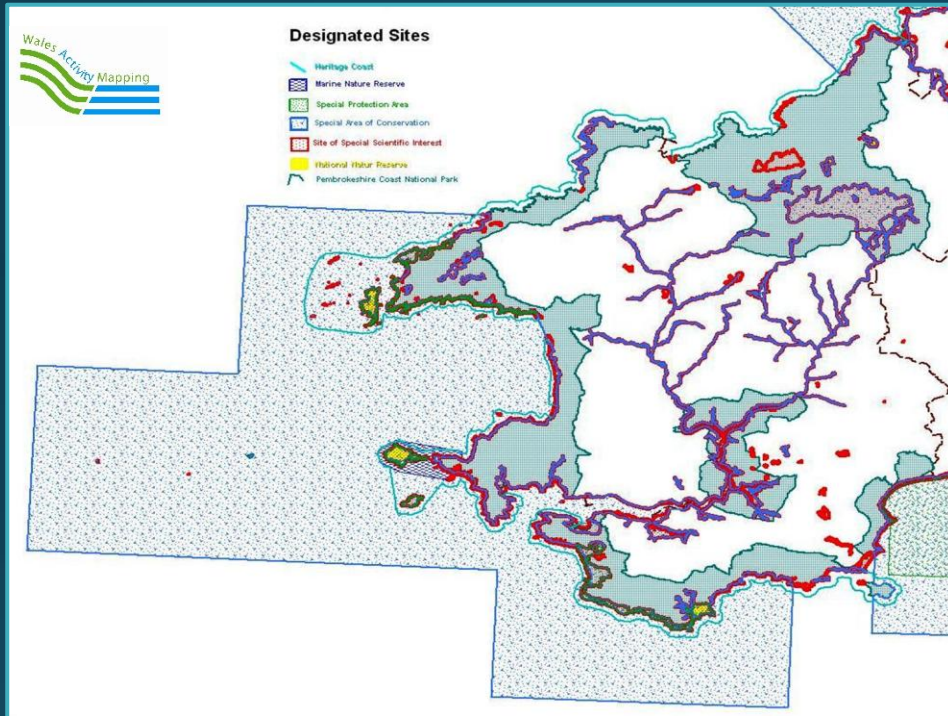 Wales Activity Mapping
Designated Sites
Heritage Coast
Marine Nature Reserve
Special Protection Area
Special Area of Conservation
Site of Special Scientific Interest
National Natur Reserve
Pembrokeshire Coast National Park